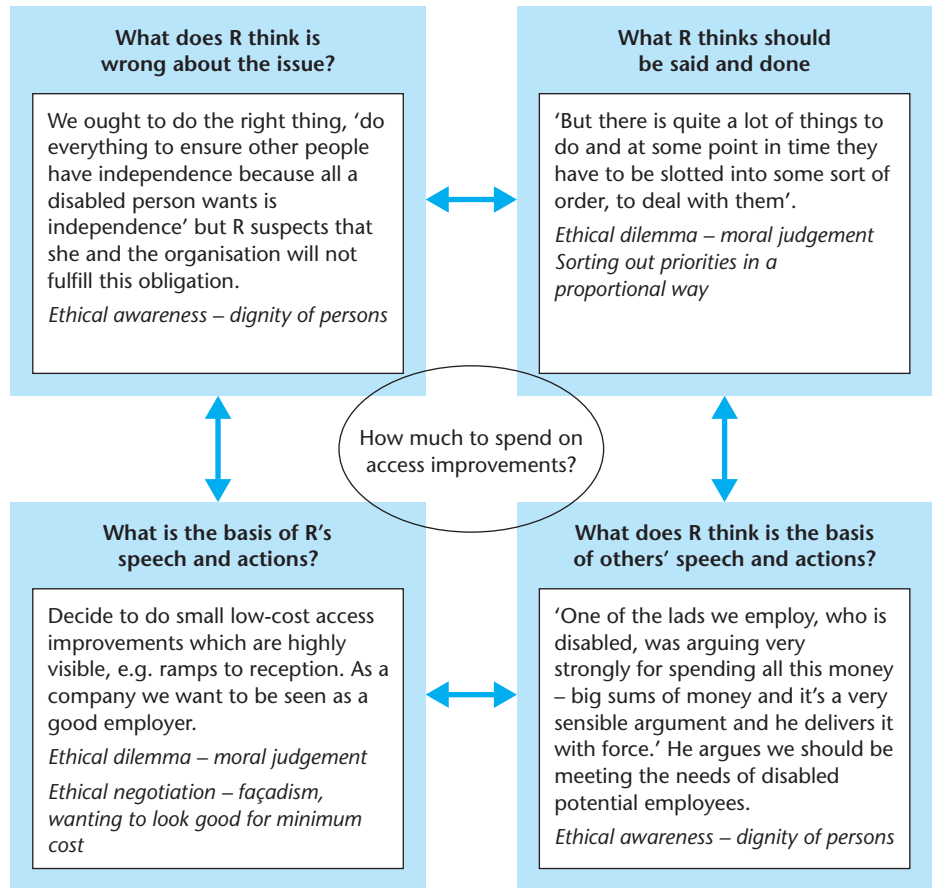 What does R think is
wrong about the issue?
We ought to do the right thing, ‘do
everything to ensure other people
have independence because all a
disabled person wants is
independence’ but R suspects that
she and the organisation will not
fulfill this obligation.
Ethical awareness – dignity of persons
What R thinks should
be said and done
‘But there is quite a lot of things to
do and at some point in time they
have to be slotted into some sort of
order, to deal with them’.
Ethical dilemma – moral judgement
Sorting out priorities in a
proportional way
How much to spend on
access improvements?
What is the basis of R’s
speech and actions?
Decide to do small low-cost access
improvements which are highly
visible, e.g. ramps to reception. As a
company we want to be seen as a
good employer.
Ethical dilemma – moral judgement
Ethical negotiation – façadism,
wanting to look good for minimum
cost
What does R think is the basis
of others’ speech and actions?
‘One of the lads we employ, who is
disabled, was arguing very
strongly for spending all this money
– big sums of money and it’s a very
sensible argument and he delivers it
with force.’ He argues we should be
meeting the needs of disabled
potential employees.
Ethical awareness – dignity of persons